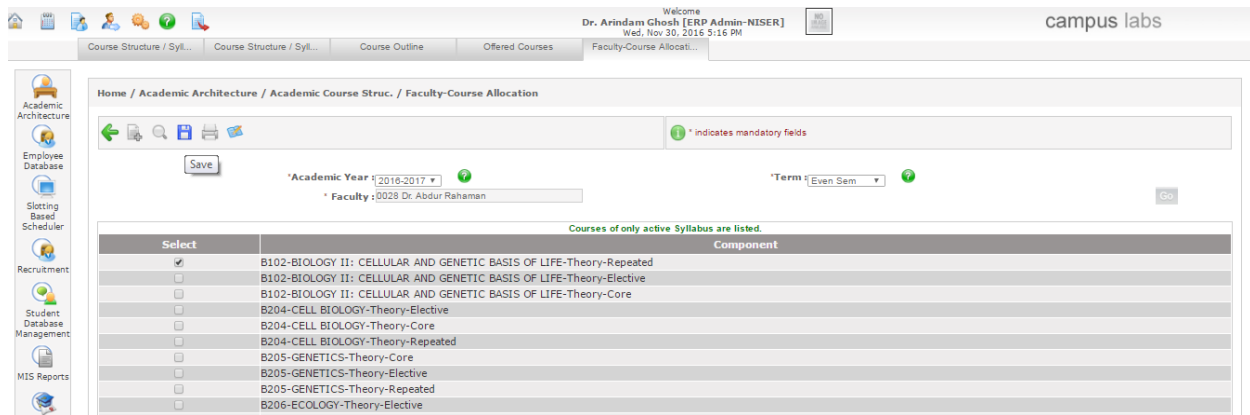 Welcome
Dr. Arindam Ghosh [ERP Admin-NISER]
Wed, Nov 30, 2016 5:16 PM
campus labs
Course Structure / Syll...
Course Structure / Syll...
Course Outline
Offered Courses
Faculty-Course Allocati...
Home / Academic Architecture / Academic Course Struc. / Faculty-Course Allocation
* indicates mandatory fields
Save
*Academic Year : 2016-2017
*Term : Even Sem
* Faculty : 0028 Dr. Abdur Rahaman
Go
Courses of only active Syllabus are listed.
Select Component
B102-BIOLOGY II: CELLULAR AND GENETIC BASIS OF LIFE-Theory-Repeated
B102-BIOLOGY II: CELLULAR AND GENETIC BASIS OF LIFE-Theory-Elective
B102-BIOLOGY II: CELLULAR AND GENETIC BASIS OF LIFE-Theory-Core
B204-CELL BIOLOGY-Theory-Elective
B204-CELL BIOLOGY-Theory-Core
B204-CELL BIOLOGY-Theory-Repeated
B205-GENETICS-Theory-Core
B205-GENETICS-Theory-Elective
B205-GENETICS-Theory-Repeated
B206-ECOLOGY-Theory-Elective
Academic
Architecture
Employee
Database
Slotting
Based
Scheduler
Recruitment
Student
Database
Management
MIS Reports